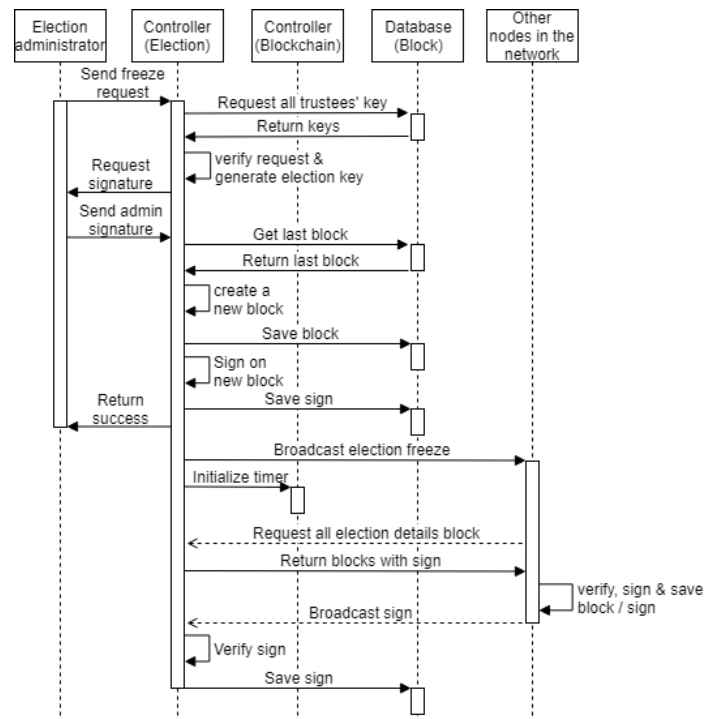 Election
administrator
Controller
(Election)
Controller
(Blockchain)
Database
(Block)
Other
nodes in the
network
Send freeze
request
Request all trustees' key
Return keys
verify request &
generate election key
Request
signature
Send admin
signature
Get last block
Return last block
create a
new block
Save block
Sign on
new block
Save sign
Return
success
Broadcast election freeze
Initialize timer
Request all election details block
Return blocks with sign
verify, sign & save
block / sign
Broadcast sign
Verify sign
Save sign